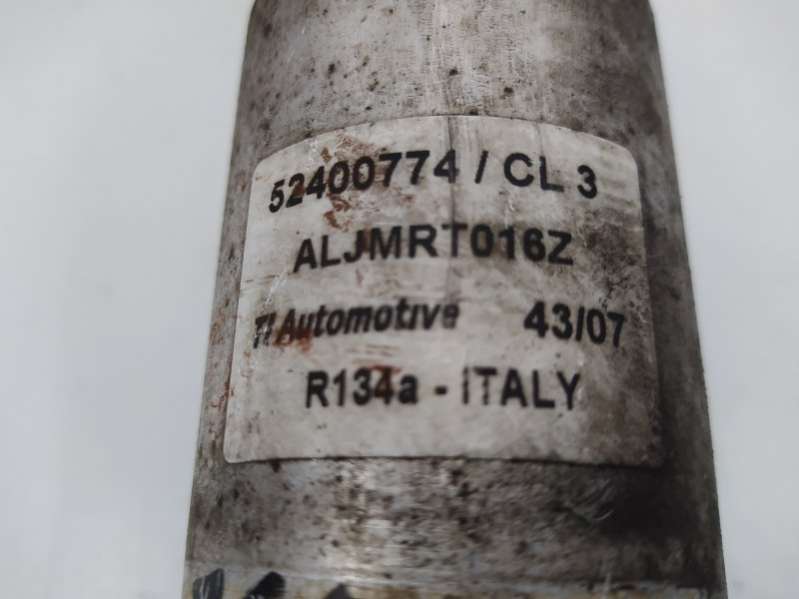 52400774 / CL 3
ALJMRT016Z
TI Automotive 43/07
R134a - ITALY